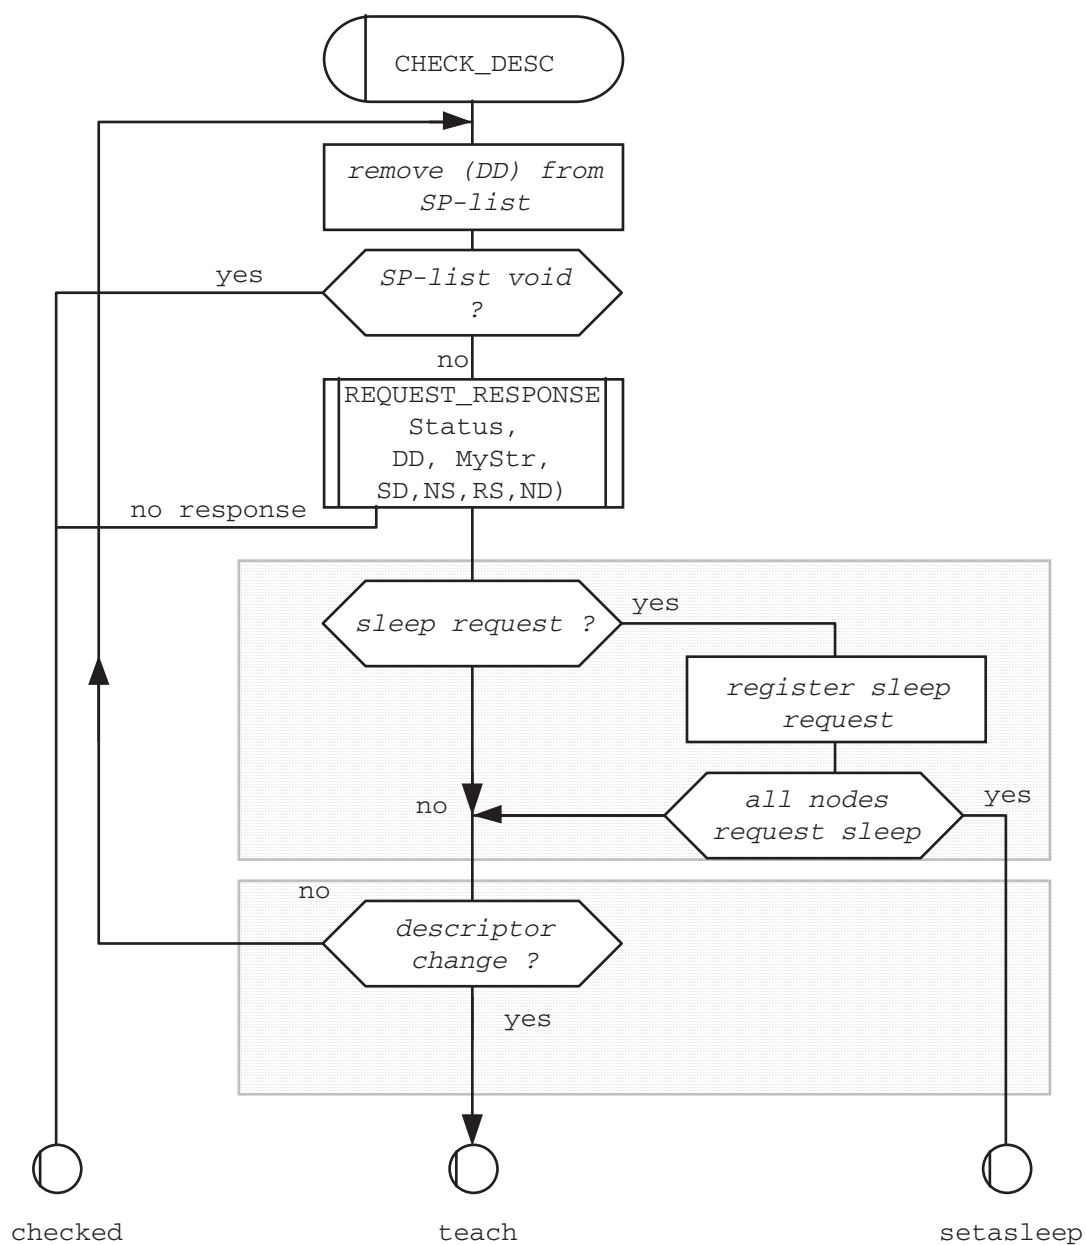 CHECK_DESC
remove (DD) from
SP-list
yes
SP-list void
?
no
REQUEST_RESPONSE
Status,
DD, MyStr,
SD,NS,RS,ND)
no response
sleep request ?
yes
register sleep
request
no
all nodes
request sleep
yes
no
descriptor
change ?
yes
checked
teach
setasleep